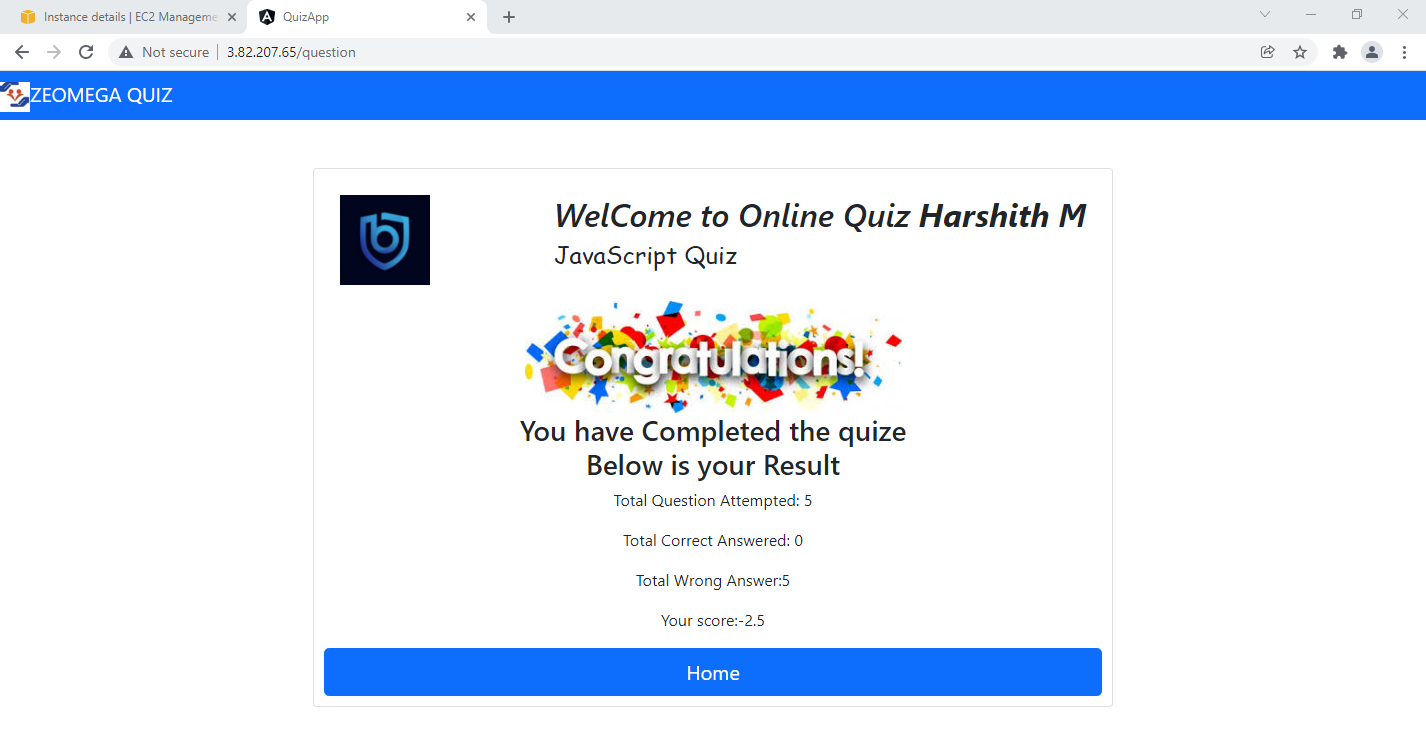 Instance details | EC2 Manageme
QuizApp
Not secure
3.82.207.65/question
ZEOMEGA QUIZ
WelCome to Online Quiz Harshith M
JavaScript Quiz
Congratulations!
You have Completed the quize
Below is your Result
Total Question Attempted: 5
Total Correct Answered: 0
Total Wrong Answer:5
Your score:-2.5
Home